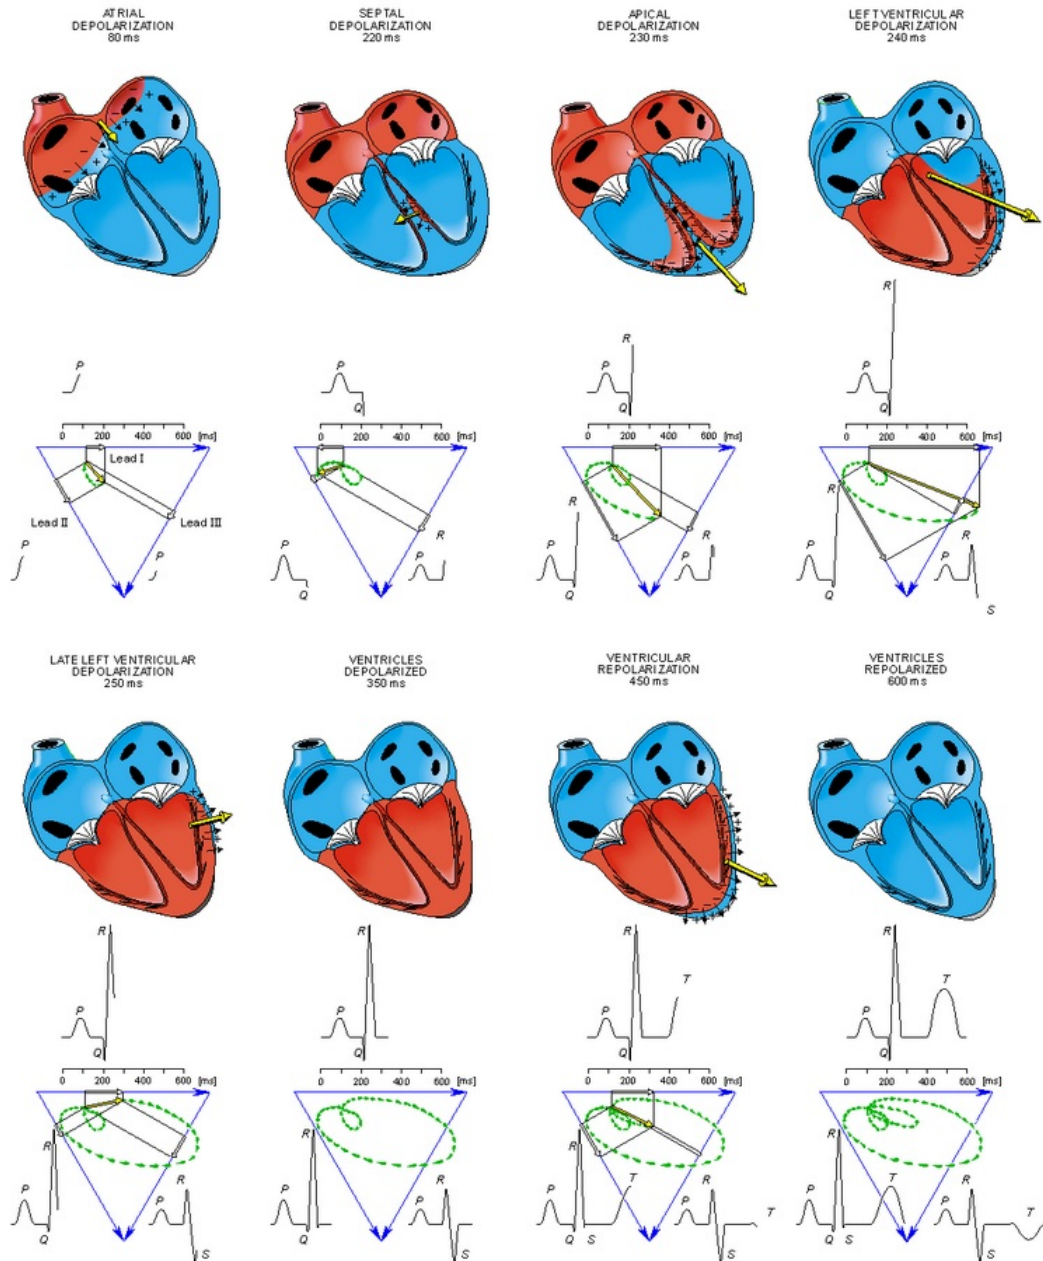 ATRIAL
DEPOLARIZATION
80 ms
SEPTAL
DEPOLARIZATION
220 ms
APICAL
DEPOLARIZATION
230 ms
LEFT VENTRICULAR
DEPOLARIZATION
240 ms
P
P
Q
P
R
Q
P
R
Q
0 200 400 600 [ms]
Lead I
Lead II
Lead III
P
P
0 200 400 600 [ms]
P
Q
P
R
0 200 400 600 [ms]
P
R
Q
P
R
0 200 400 600 [ms]
P
R
Q
P
R
S
LATE LEFT VENTRICULAR
DEPOLARIZATION
250 ms
VENTRICLES
DEPOLARIZED
350 ms
VENTRICULAR
REPOLARIZATION
450 ms
VENTRICLES
REPOLARIZED
600 ms
P
R
Q
P
R
Q
P
R
Q
T
P
R
Q
T
0 200 400 600 [ms]
P
R
Q
P
R
S
0 200 400 600 [ms]
P
R
Q
P
R
S
0 200 400 600 [ms]
P
R
Q
S
T
P
R
S
T
0 200 400 600 [ms]
P
R
Q
S
T
P
R
S
T